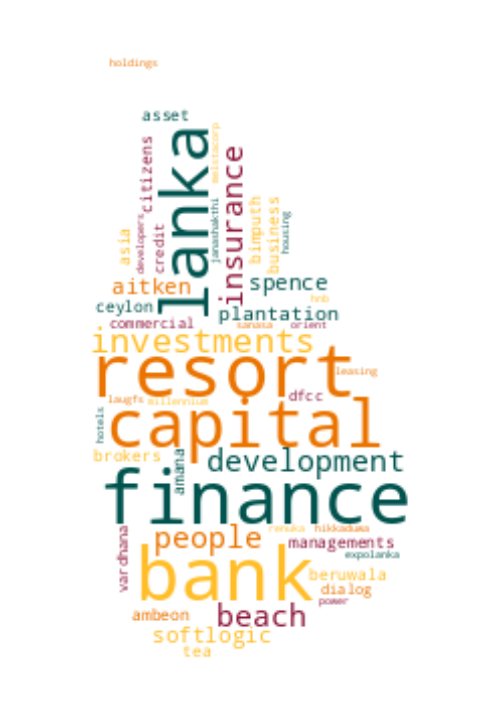 holdings
asset
lanka
citizens
insurance
meistacorp
janashakthi
developers
credit
asia
bimputh
business
housing
aitken
spence
hnb
ceylon
plantation
commercial
sanasa
orient
investments
resort
leasing
laugfs
millennium
dfcc
hotels
capital
brokers
amana
development
finance
vardhana
people
renuka
hikkaduwa
managements
expolanka
bank
beruwala
dialog
power
ambeon
beach
softlogic
tea